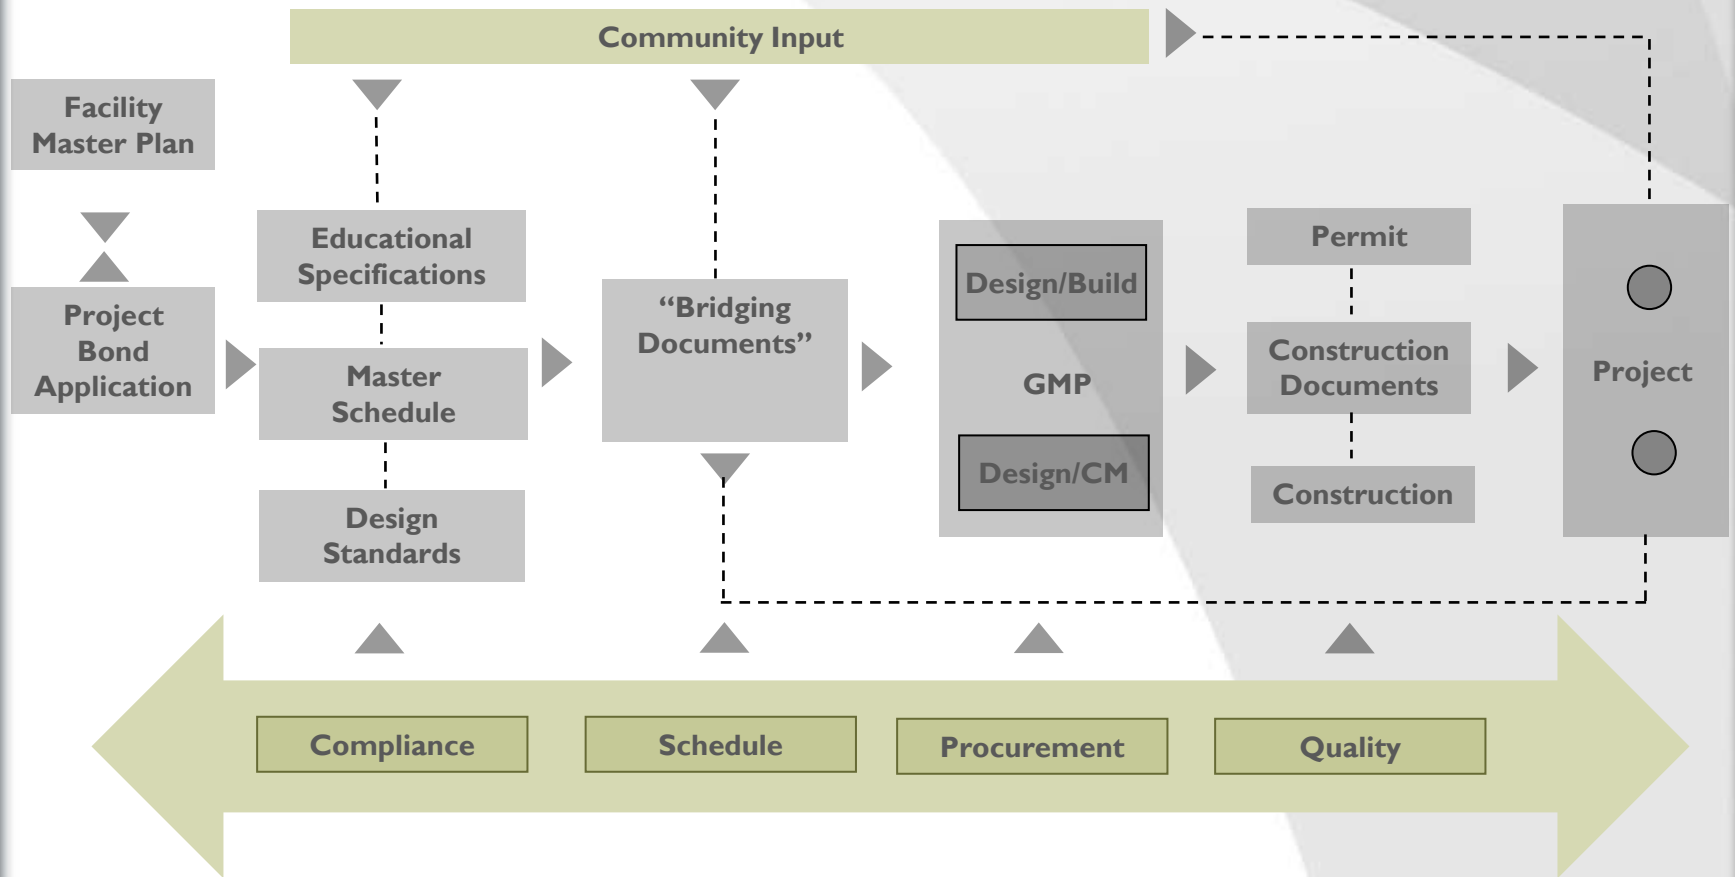 Community Input
Facility
Master Plan
Project
Bond
Application
Educational
Specifications
Master
Schedule
Design
Standards
“Bridging
Documents”
Design/Build
GMP
Design/CM
Permit
Construction
Documents
Construction
Project
Compliance
Schedule
Procurement
Quality